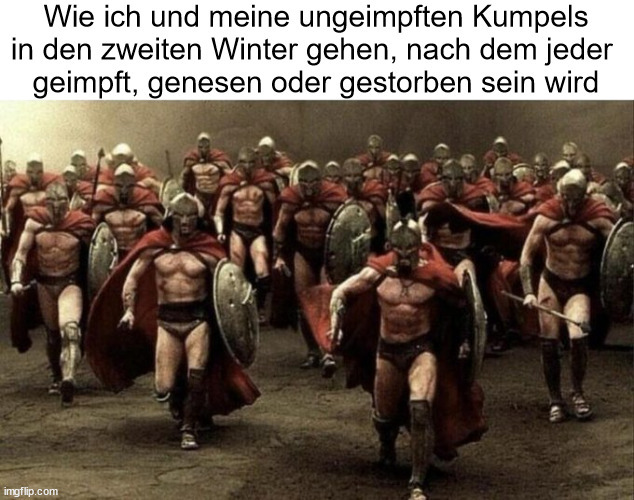 Wie ich und meine ungeimpften Kumpels
in den zweiten Winter gehen, nach dem jeder
geimpft, genesen oder gestorben sein wird
imgflip.com